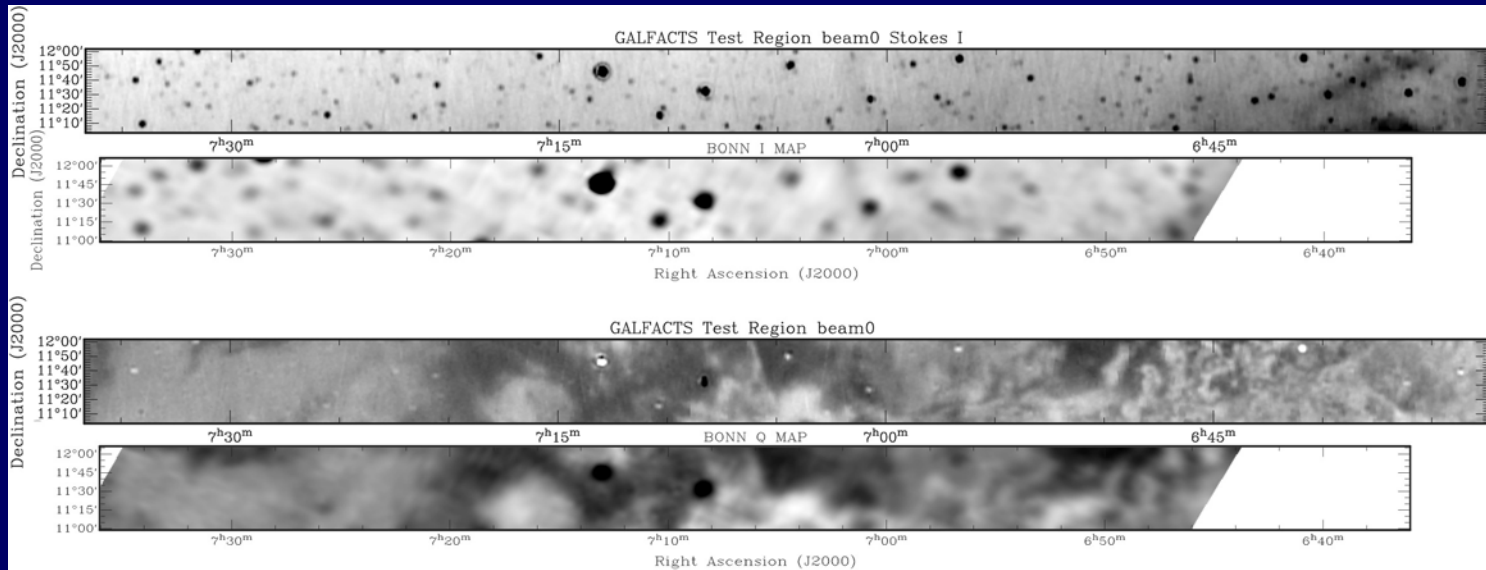 GALFACTS Test Region beam0 Stokes I
Declination (J2000)
12°00′
11°50′
11°40′
11°30′
11°20′
11°10′
7ʰ30ᵐ 7ʰ15ᵐ 7ʰ00ᵐ 6ʰ45ᵐ
BONN I MAP
Declination (J2000)
12°00′
11°45′
11°30′
11°15′
11°00′
7ʰ30ᵐ 7ʰ20ᵐ 7ʰ10ᵐ 7ʰ00ᵐ 6ʰ50ᵐ 6ʰ40ᵐ
Right Ascension (J2000)
GALFACTS Test Region beam0
Declination (J2000)
12°00′
11°50′
11°40′
11°30′
11°20′
11°10′
7ʰ30ᵐ 7ʰ15ᵐ 7ʰ00ᵐ 6ʰ45ᵐ
BONN Q MAP
12°00′
11°45′
11°30′
11°15′
11°00′
7ʰ30ᵐ 7ʰ20ᵐ 7ʰ10ᵐ 7ʰ00ᵐ 6ʰ50ᵐ 6ʰ40ᵐ
Right Ascension (J2000)